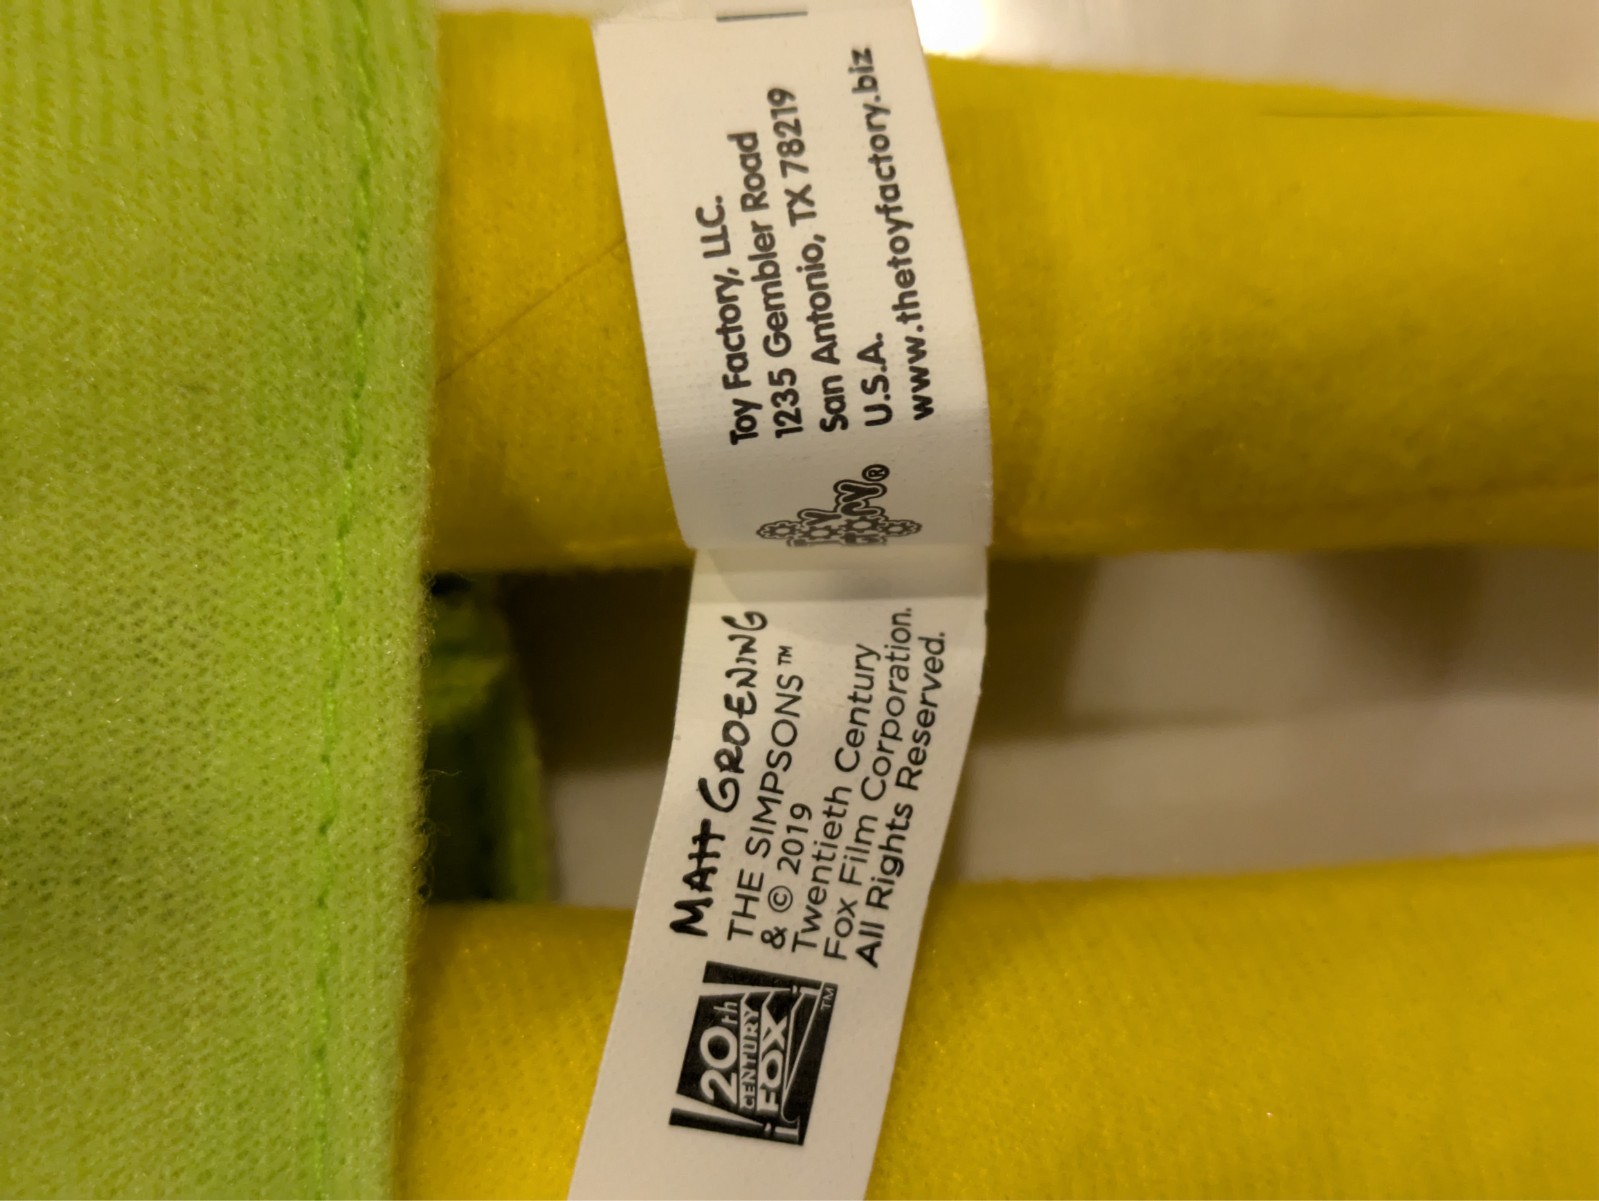 Toy Factory, LLC.
1235 Gembler Road
San Antonio, TX 78219
U.S.A.
www.thetoyfactory.biz
®
MATT GROENING
THE SIMPSONS™
& © 2019
Twentieth Century
Fox Film Corporation.
All Rights Reserved.
20th
CENTURY
FOX
TM